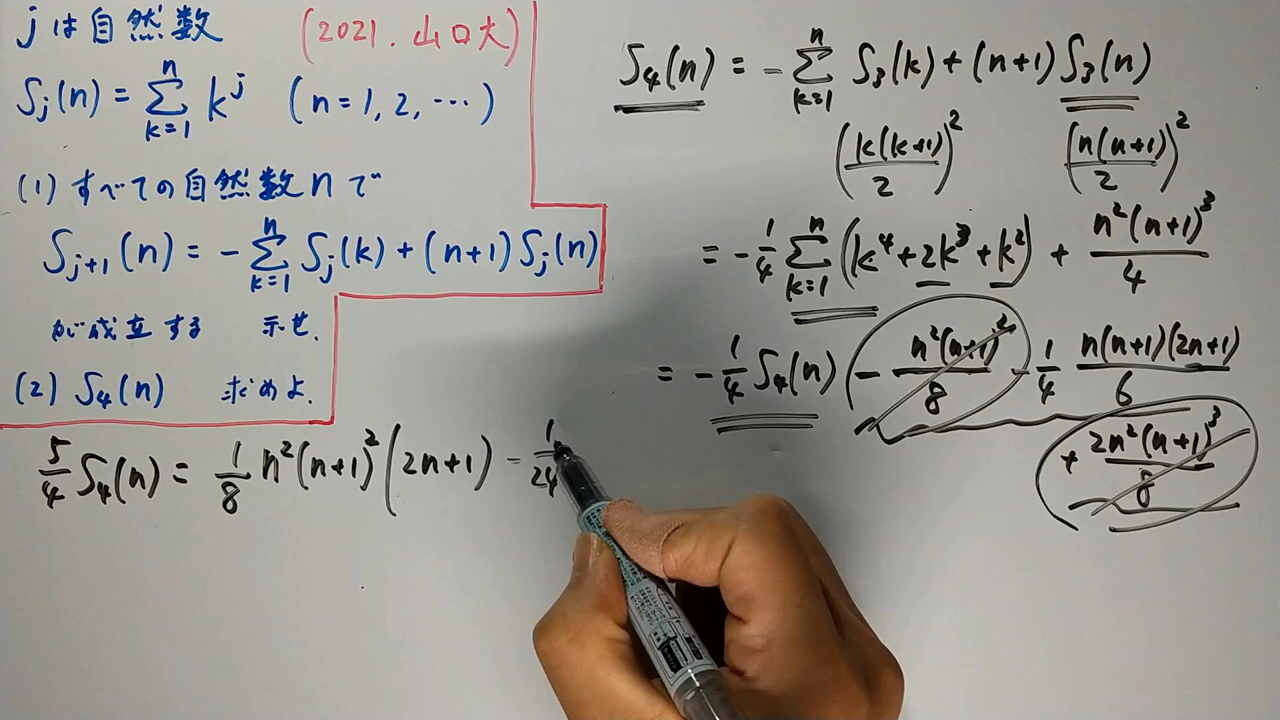 jは自然数 (2021.山口大)
S_j(n) = Σ_{k=1}^{n} k^j (n=1,2,…)
(1) すべての自然数nで
S_{j+1}(n) = -Σ_{k=1}^{n} S_j(k) + (n+1)S_j(n)
が成立する 示せ.
(2) S_4(n) 求めよ.
5/4 S_4(n) = 1/8 n^2(n+1)^2(2n+1) - 1/24
S_4(n) = -Σ_{k=1}^{n} S_3(k) + (n+1)S_3(n)
(k(k+1)/2)^2 (n(n+1)/2)^2
= -1/4 Σ_{k=1}^{n} (k^4+2k^3+k^2) + n^2(n+1)^3/4
= -1/4 S_4(n) - n^2(n+1)^2/8 - 1/4 n(n+1)(2n+1)/6
+ 2n^2(n+1)^3/8